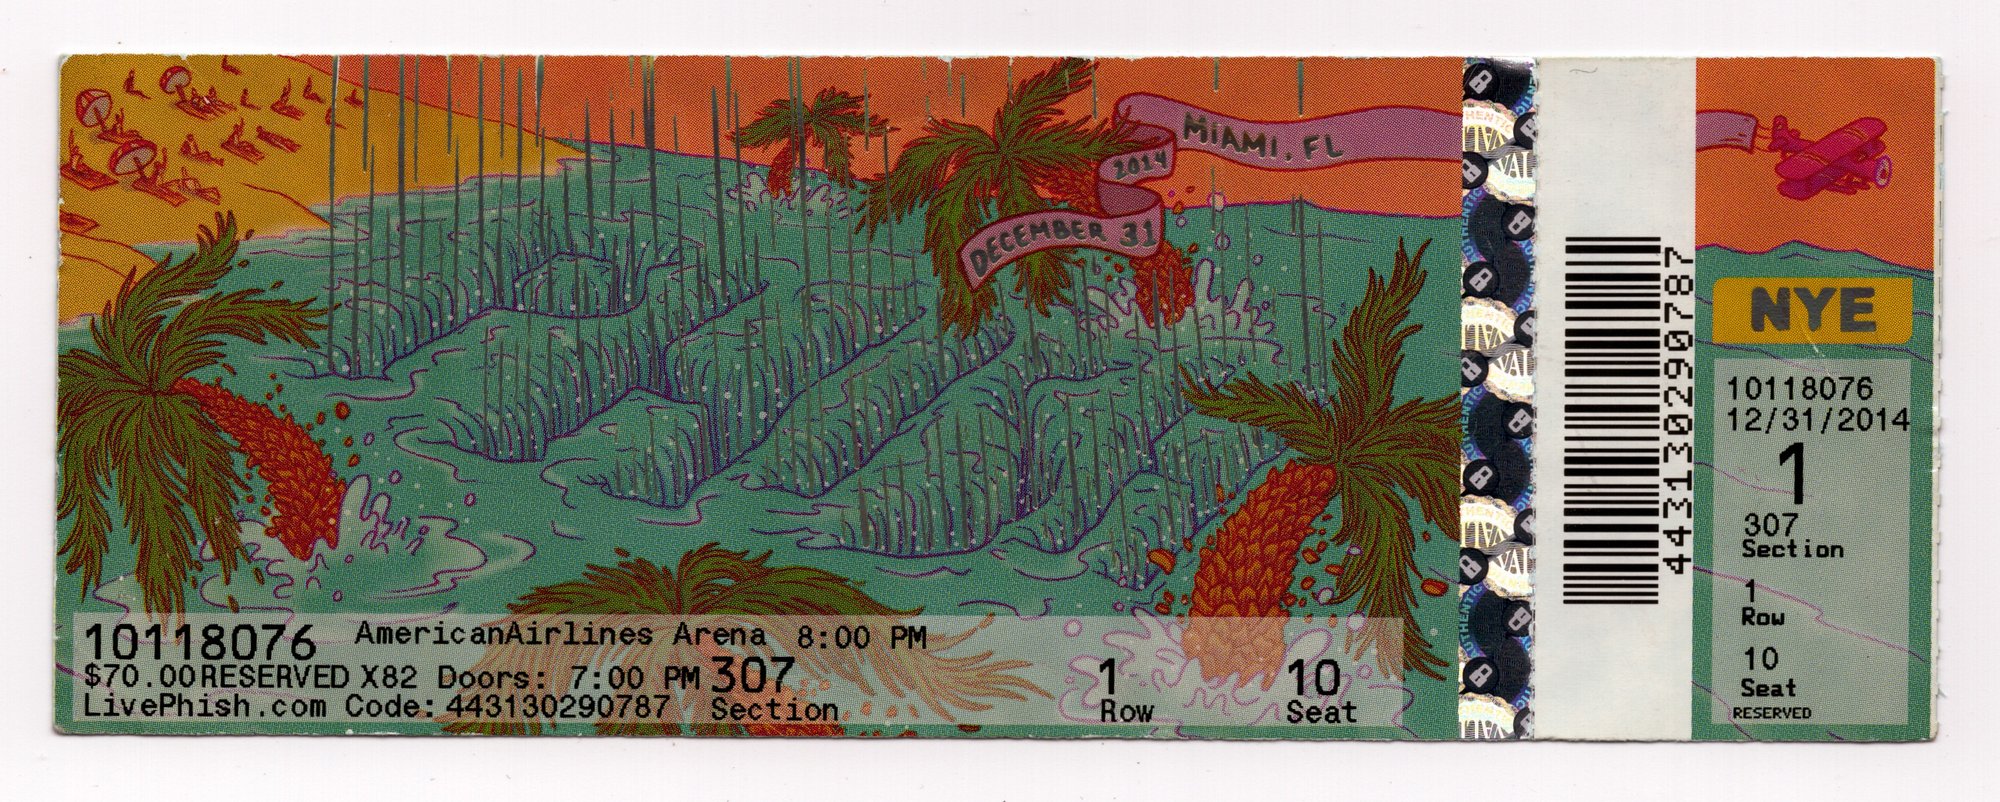 MIAMI, FL
2014
DECEMBER 31
10118076 AmericanAirlines Arena 8:00 PM
$70.00 RESERVED X82 Doors: 7:00 PM 307 1 10
LivePhish.com Code: 443130290787 Section Row Seat
443130290787
NYE
10118076
12/31/2014
1
307
Section
1
Row
10
Seat
RESERVED